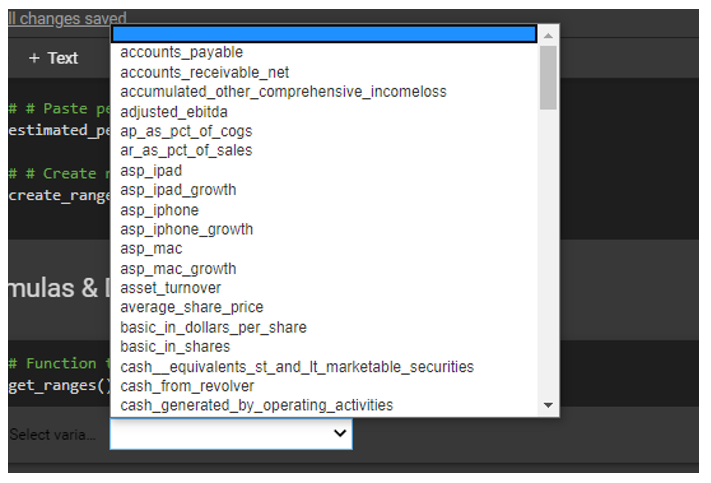 ll changes saved
+ Text
# # Paste pe
estimated_pe
# # Create r
create_range
mulas &
# Function t
get_ranges()
accounts_payable
accounts_receivable_net
accumulated_other_comprehensive_incomeloss
adjusted_ebitda
ap_as_pct_of_cogs
ar_as_pct_of_sales
asp_ipad
asp_ipad_growth
asp_iphone
asp_iphone_growth
asp_mac
asp_mac_growth
asset_turnover
average_share_price
basic_in_dollars_per_share
basic_in_shares
cash__equivalents_st_and_lt_marketable_securities
cash_from_revolver
cash_generated_by_operating_activities
Select varia...